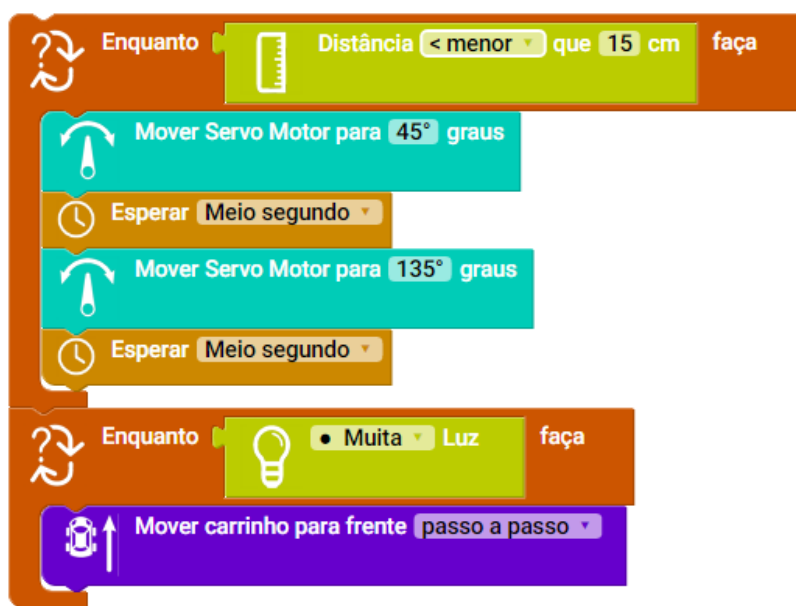 Enquanto Distância < menor que 15 cm faça
Mover Servo Motor para 45° graus
Esperar Meio segundo
Mover Servo Motor para 135° graus
Esperar Meio segundo
Enquanto • Muita Luz faça
Mover carrinho para frente passo a passo